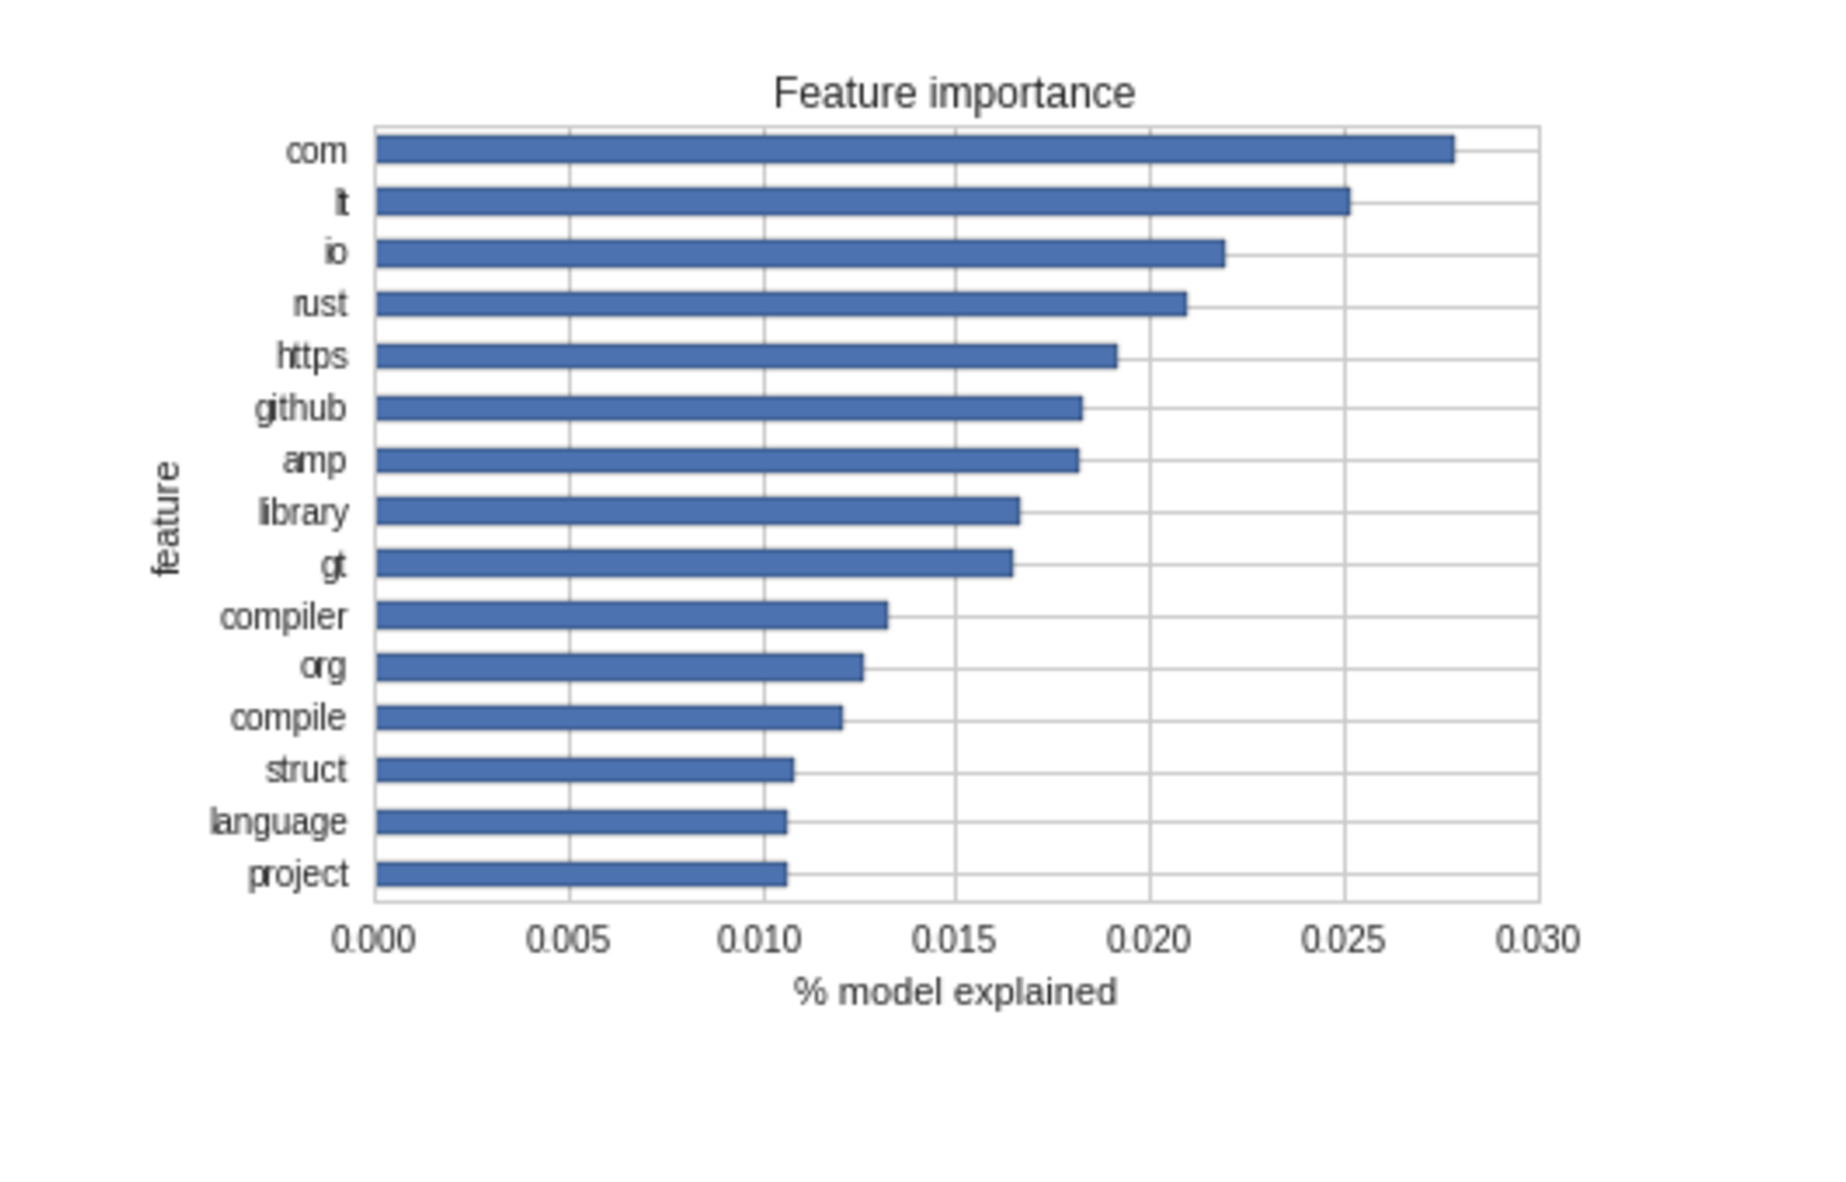 Feature importance
com
lt
io
rust
https
github
amp
library
gt
compiler
org
compile
struct
language
project
feature
0.000 0.005 0.010 0.015 0.020 0.025 0.030
% model explained